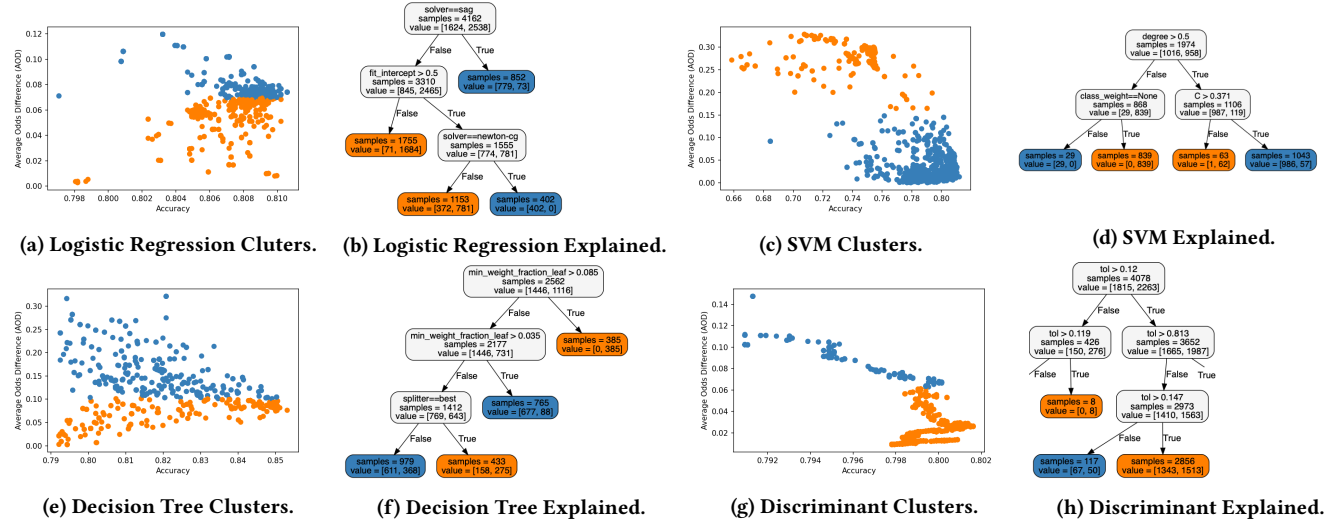 Average Odds Difference (AOD)
0.12
0.10
0.08
0.06
0.04
0.02
0.00
0.798 0.800 0.802 0.804 0.806 0.808 0.810
Accuracy
(a) Logistic Regression Cluters.
solver==sag
samples = 4162
value = [1624, 2538]
False
True
fit_intercept > 0.5
samples = 3310
value = [845, 2465]
samples = 852
value = [779, 73]
False
True
samples = 1755
value = [71, 1684]
solver==newton-cg
samples = 1555
value = [774, 781]
False
True
samples = 1153
value = [372, 781]
samples = 402
value = [402, 0]
(b) Logistic Regression Explained.
Average Odds Difference (AOD)
0.30
0.25
0.20
0.15
0.10
0.05
0.00
0.66 0.68 0.70 0.72 0.74 0.76 0.78 0.80
Accuracy
(c) SVM Clusters.
degree > 0.5
samples = 1974
value = [1016, 958]
False
True
class_weight==None
samples = 868
value = [29, 839]
C > 0.371
samples = 1106
value = [987, 119]
False
True
False
True
samples = 29
value = [29, 0]
samples = 839
value = [0, 839]
samples = 63
value = [1, 62]
samples = 1043
value = [986, 57]
(d) SVM Explained.
Average Odds Difference (AOD)
0.30
0.25
0.20
0.15
0.10
0.05
0.00
0.79 0.80 0.81 0.82 0.83 0.84 0.85
Accuracy
(e) Decision Tree Clusters.
min_weight_fraction_leaf > 0.085
samples = 2562
value = [1446, 1116]
False
True
min_weight_fraction_leaf > 0.035
samples = 2177
value = [1446, 731]
samples = 385
value = [0, 385]
False
True
splitter==best
samples = 1412
value = [769, 643]
samples = 765
value = [677, 88]
False
True
samples = 979
value = [611, 368]
samples = 433
value = [158, 275]
(f) Decision Tree Explained.
Average Odds Difference (AOD)
0.14
0.12
0.10
0.08
0.06
0.04
0.02
0.792 0.794 0.796 0.798 0.800 0.802
Accuracy
(g) Discriminant Clusters.
tol > 0.12
samples = 4078
value = [1815, 2263]
False
True
tol > 0.119
samples = 426
value = [150, 276]
tol > 0.813
samples = 3652
value = [1665, 1987]
False
True
False
True
samples = 8
value = [0, 8]
tol > 0.147
samples = 2973
value = [1410, 1563]
False
True
samples = 117
value = [67, 50]
samples = 2856
value = [1343, 1513]
(h) Discriminant Explained.